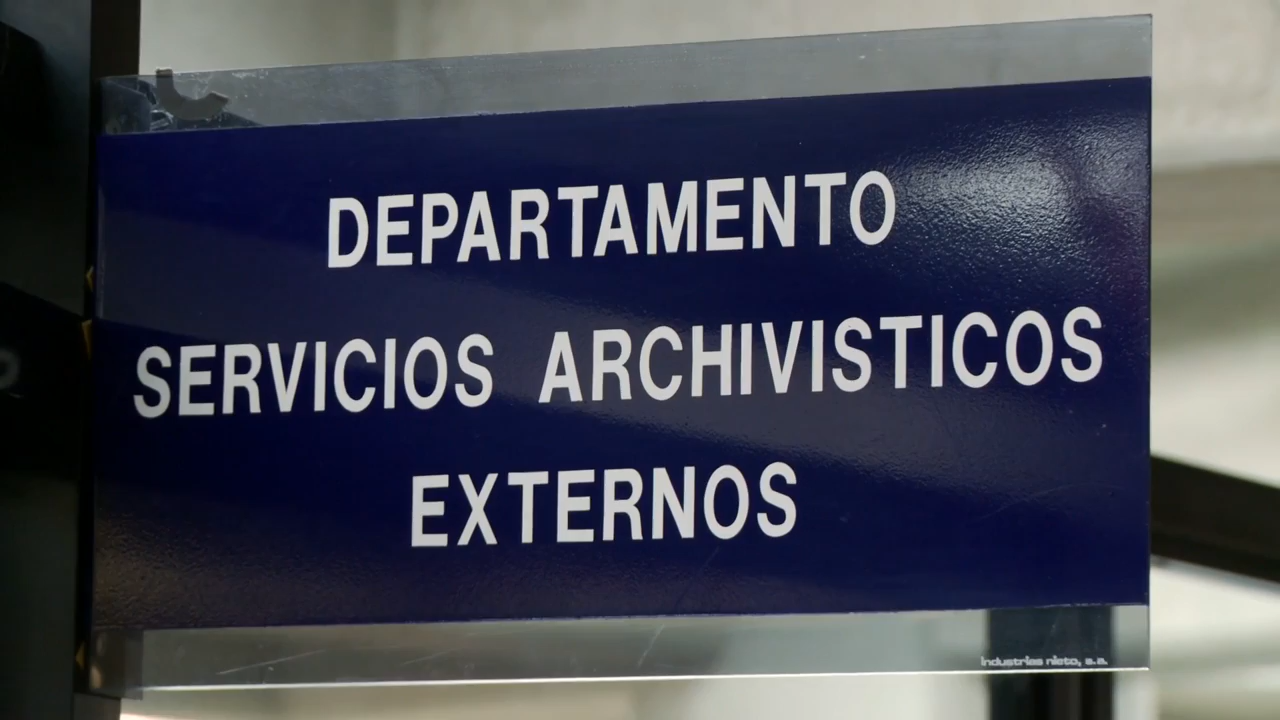 DEPARTAMENTO
SERVICIOS ARCHIVISTICOS
EXTERNOS
industrias nieto, s.a.